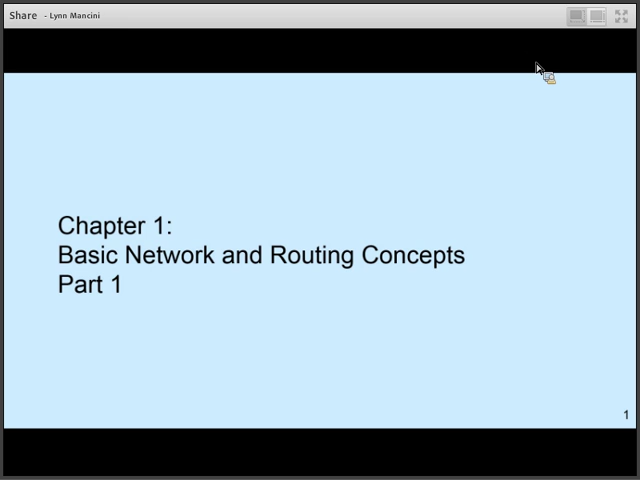 Share - Lynn Mancini
Chapter 1:
Basic Network and Routing Concepts
Part 1
1